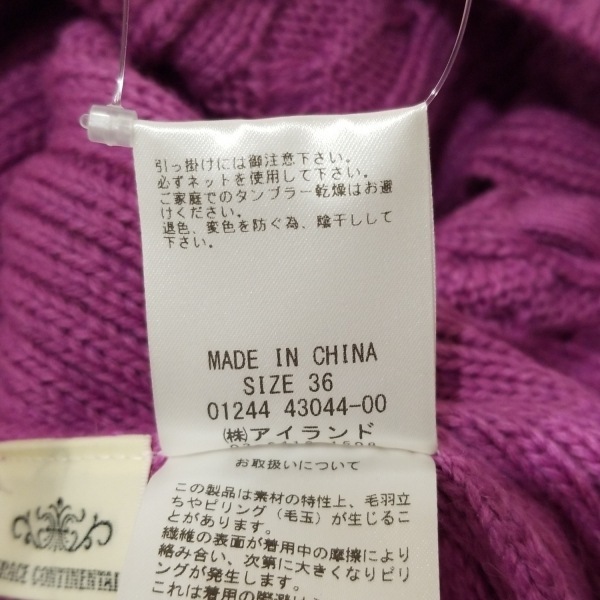 引っ掛けには御注意下さい。
必ずネットを使用して下さい。
ご家庭でのタンブラー乾燥はお避
けください。
退色、変色を防ぐ為、陰干しして
下さい。
MADE IN CHINA
SIZE 36
01244 43044-00
㈱アイランド
お取扱いについて
この製品は素材の特性上、毛羽立
ちやピリング（毛玉）が生じるこ
とがあります。
繊維の表面が着用中の摩擦により
絡み合い、次第に大きくなりピリ
ングが発生します。
これは着用の際
CONTINENTAL